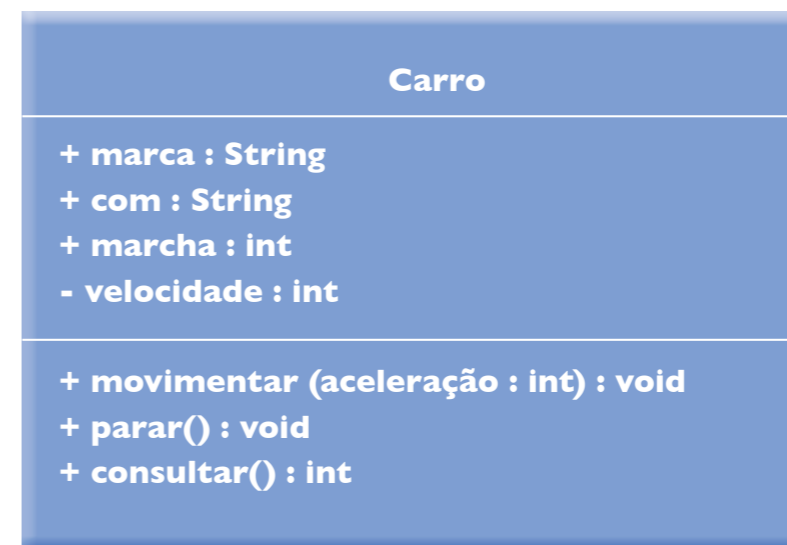 Carro
+ marca : String
+ com : String
+ marcha : int
- velocidade : int
+ movimentar (aceleração : int) : void
+ parar() : void
+ consultar() : int